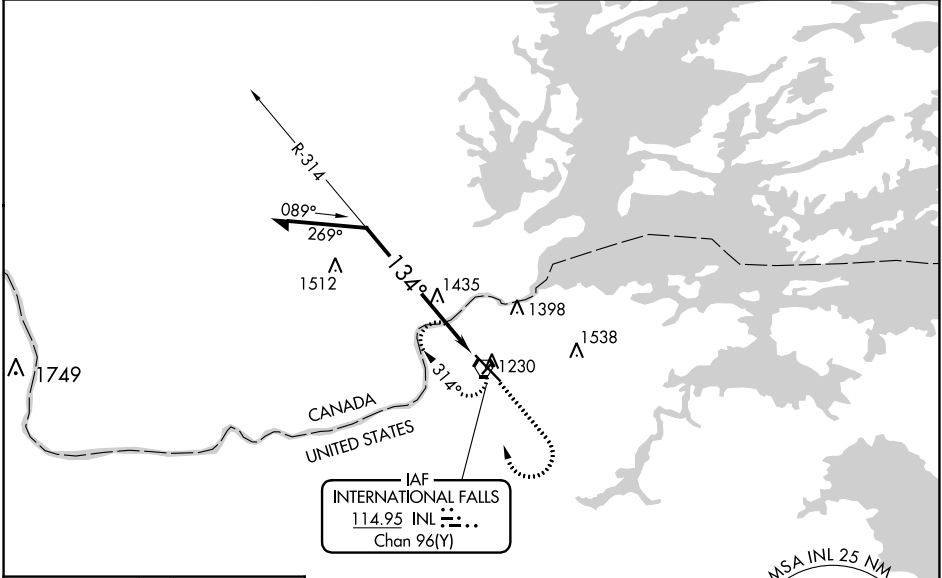 R-314
089°
269°
1512
134°
1435
1398
1538
1749
314°
1230
CANADA
UNITED STATES
IAF
INTERNATIONAL FALLS
114.95 INL
Chan 96(Y)
MSA INL 25 NM